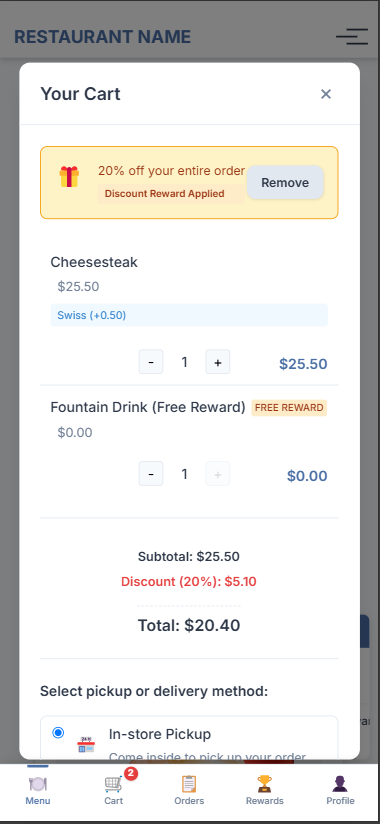 RESTAURANT NAME
Your Cart
×
20% off your entire order
Discount Reward Applied
Remove
Cheesesteak
$25.50
Swiss (+0.50)
- 1 + $25.50
Fountain Drink (Free Reward) FREE REWARD
$0.00
- 1 + $0.00
Subtotal: $25.50
Discount (20%): $5.10
Total: $20.40
Select pickup or delivery method:
In-store Pickup
Come inside to pick up your order
2
Menu Cart Orders Rewards Profile